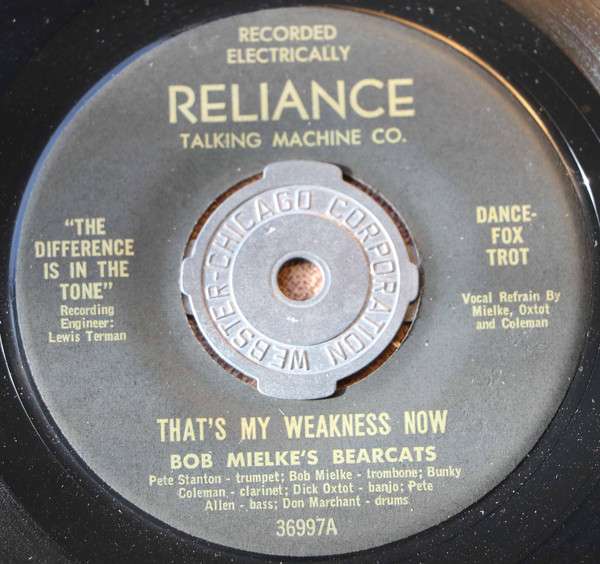 RECORDED
ELECTRICALLY
RELIANCE
TALKING MACHINE CO.
"THE
DIFFERENCE
IS IN THE
TONE"
Recording
Engineer:
Lewis Terman
WEBSTER-CHICAGO CORPORATION
DANCE-
FOX
TROT
Vocal Refrain By
Mielke, Oxtot
and Coleman
THAT'S MY WEAKNESS NOW
BOB MIELKE'S BEARCATS
Pete Stanton - trumpet; Bob Mielke - trombone; Bunky
Coleman - clarinet; Dick Oxtot - banjo; Pete
Allen - bass; Don Marchant - drums
36997A